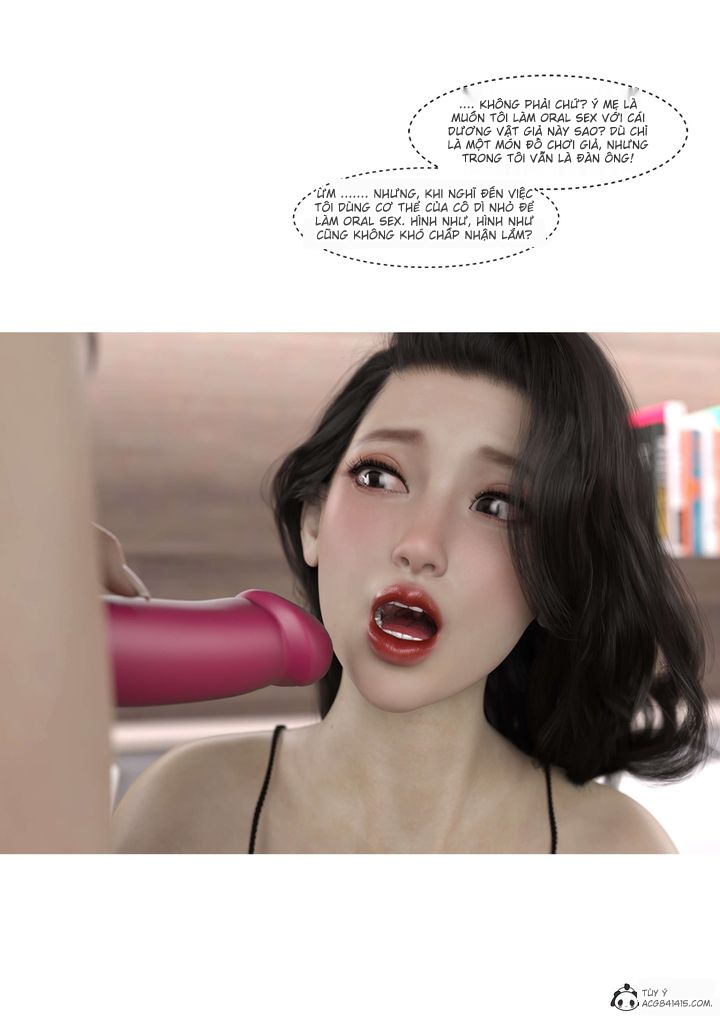 .... KHÔNG PHẢI CHỨ? Ý MẸ LÀ
MUỐN TÔI LÀM ORAL SEX VỚI CÁI
DƯƠNG VẬT GIẢ NÀY SAO? DÙ CHỈ
LÀ MỘT MÓN ĐỒ CHƠI GIẢ, NHƯNG
TRONG TÔI VẪN LÀ ĐÀN ÔNG!
ỪM ....... NHƯNG, KHI NGHĨ ĐẾN VIỆC
TÔI DÙNG CƠ THỂ CỦA CÔ DÌ NHỎ ĐỂ
LÀM ORAL SEX. HÌNH NHƯ, HÌNH NHƯ
CŨNG KHÔNG KHÓ CHẤP NHẬN LẮM?
TÙY Ý
ACG841415.COM.